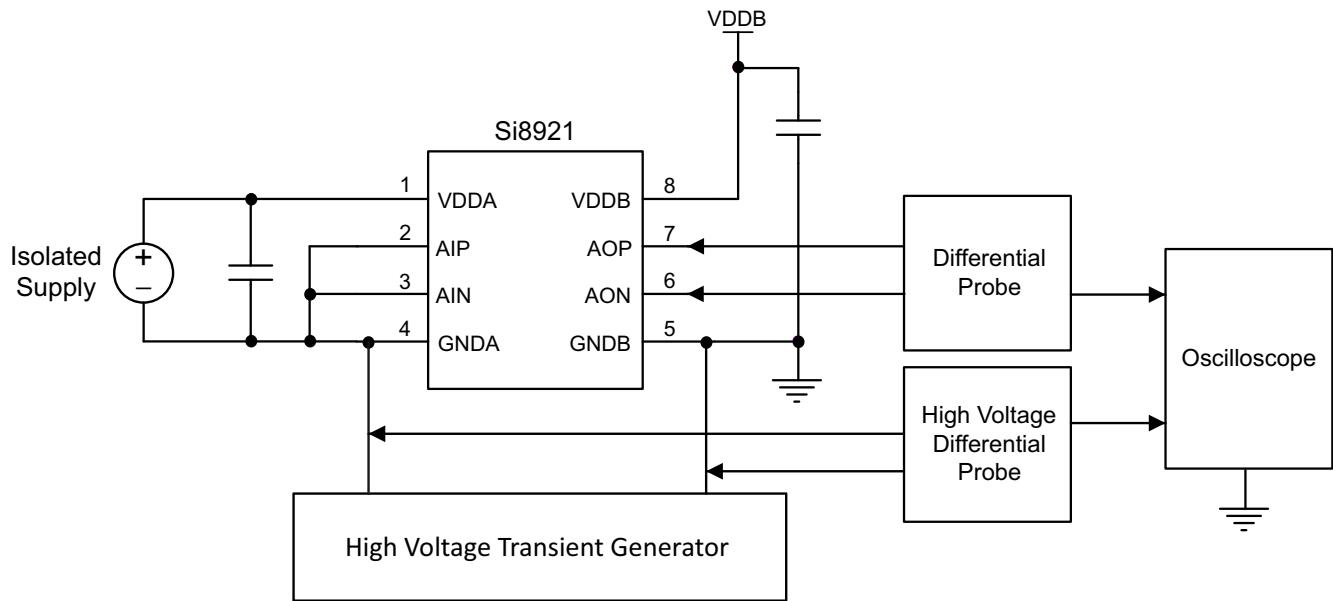 VDDB
Si8921
Isolated
Supply
+
–
1
VDDA
2
AIP
3
AIN
4
GNDA
VDDB
8
AOP
7
AON
6
GNDB
5
Differential
Probe
High Voltage
Differential
Probe
Oscilloscope
High Voltage Transient Generator